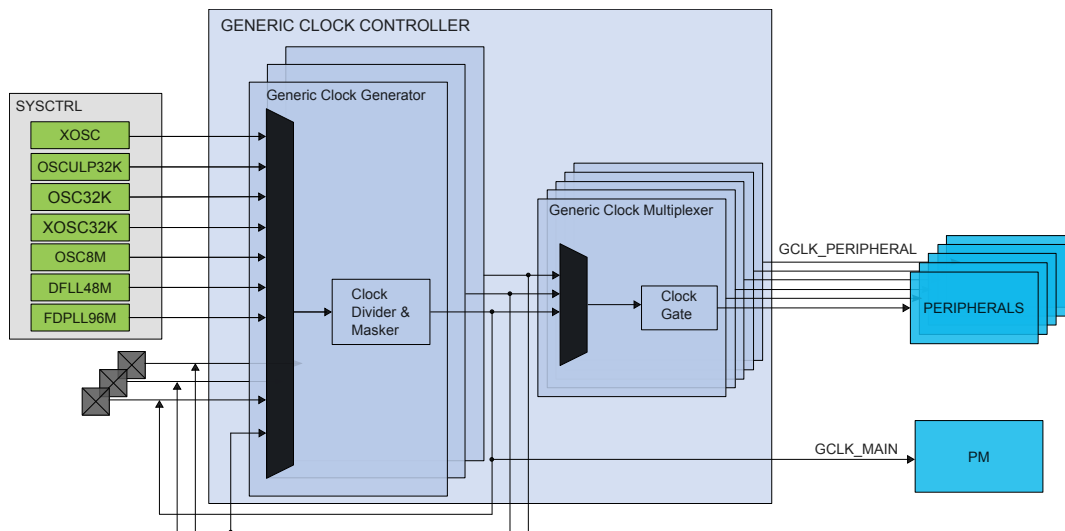 GENERIC CLOCK CONTROLLER
Generic Clock Generator
SYSCTRL
XOSC
OSCULP32K
OSC32K
XOSC32K
OSC8M
DFLL48M
FDPLL96M
Clock
Divider &
Masker
Generic Clock Multiplexer
Clock
Gate
GCLK_PERIPHERAL
PERIPHERALS
GCLK_MAIN
PM